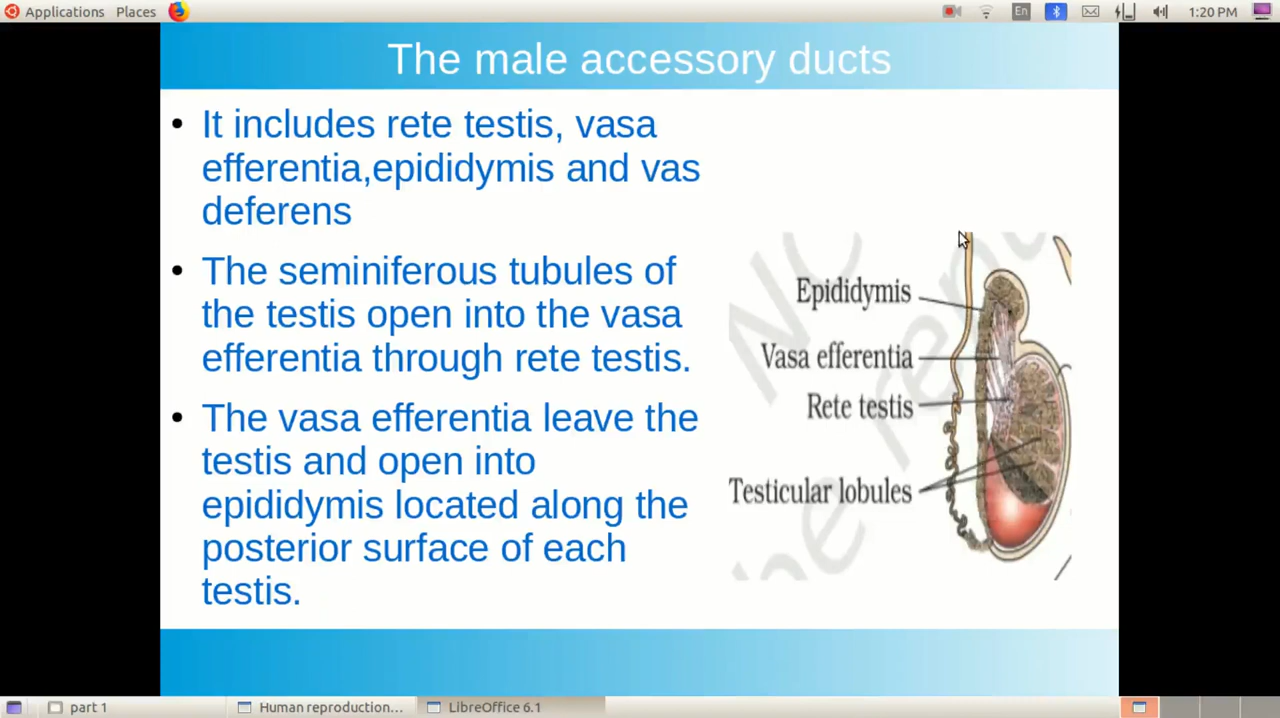 Applications Places En 1:20 PM
The male accessory ducts
• It includes rete testis, vasa
efferentia,epididymis and vas
deferens
• The seminiferous tubules of
the testis open into the vasa
efferentia through rete testis.
• The vasa efferentia leave the
testis and open into
epididymis located along the
posterior surface of each
testis.
Epididymis
Vasa efferentia
Rete testis
Testicular lobules
part 1 Human reproduction... LibreOffice 6.1